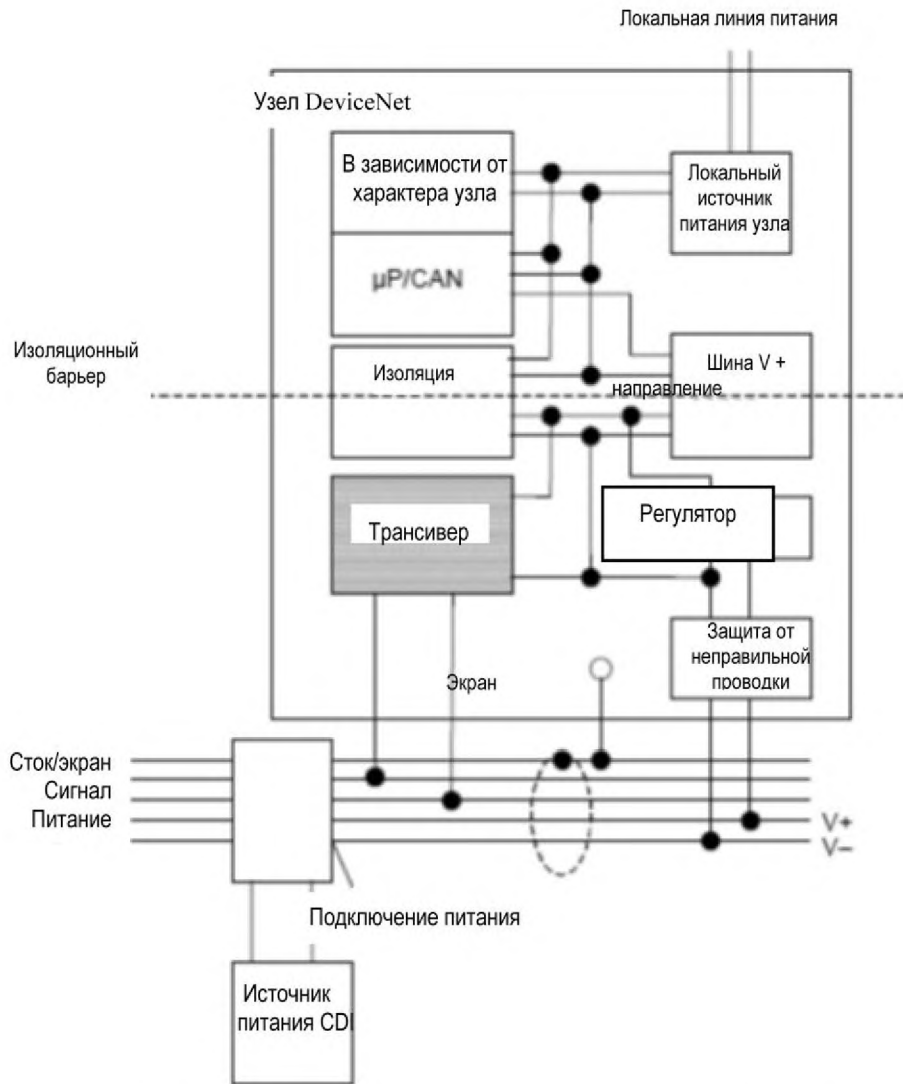 Локальная линия питания
Узел DeviceNet
В зависимости от
характера узла
Локальный
источник
питания узла
µP/CAN
Изоляционный
барьер
Изоляция
Шина V +
направление
Трансивер
Регулятор
Защита от
неправильной
проводки
Экран
Сток/экран
Сигнал
Питание
V+
V–
Подключение питания
Источник
питания CDI